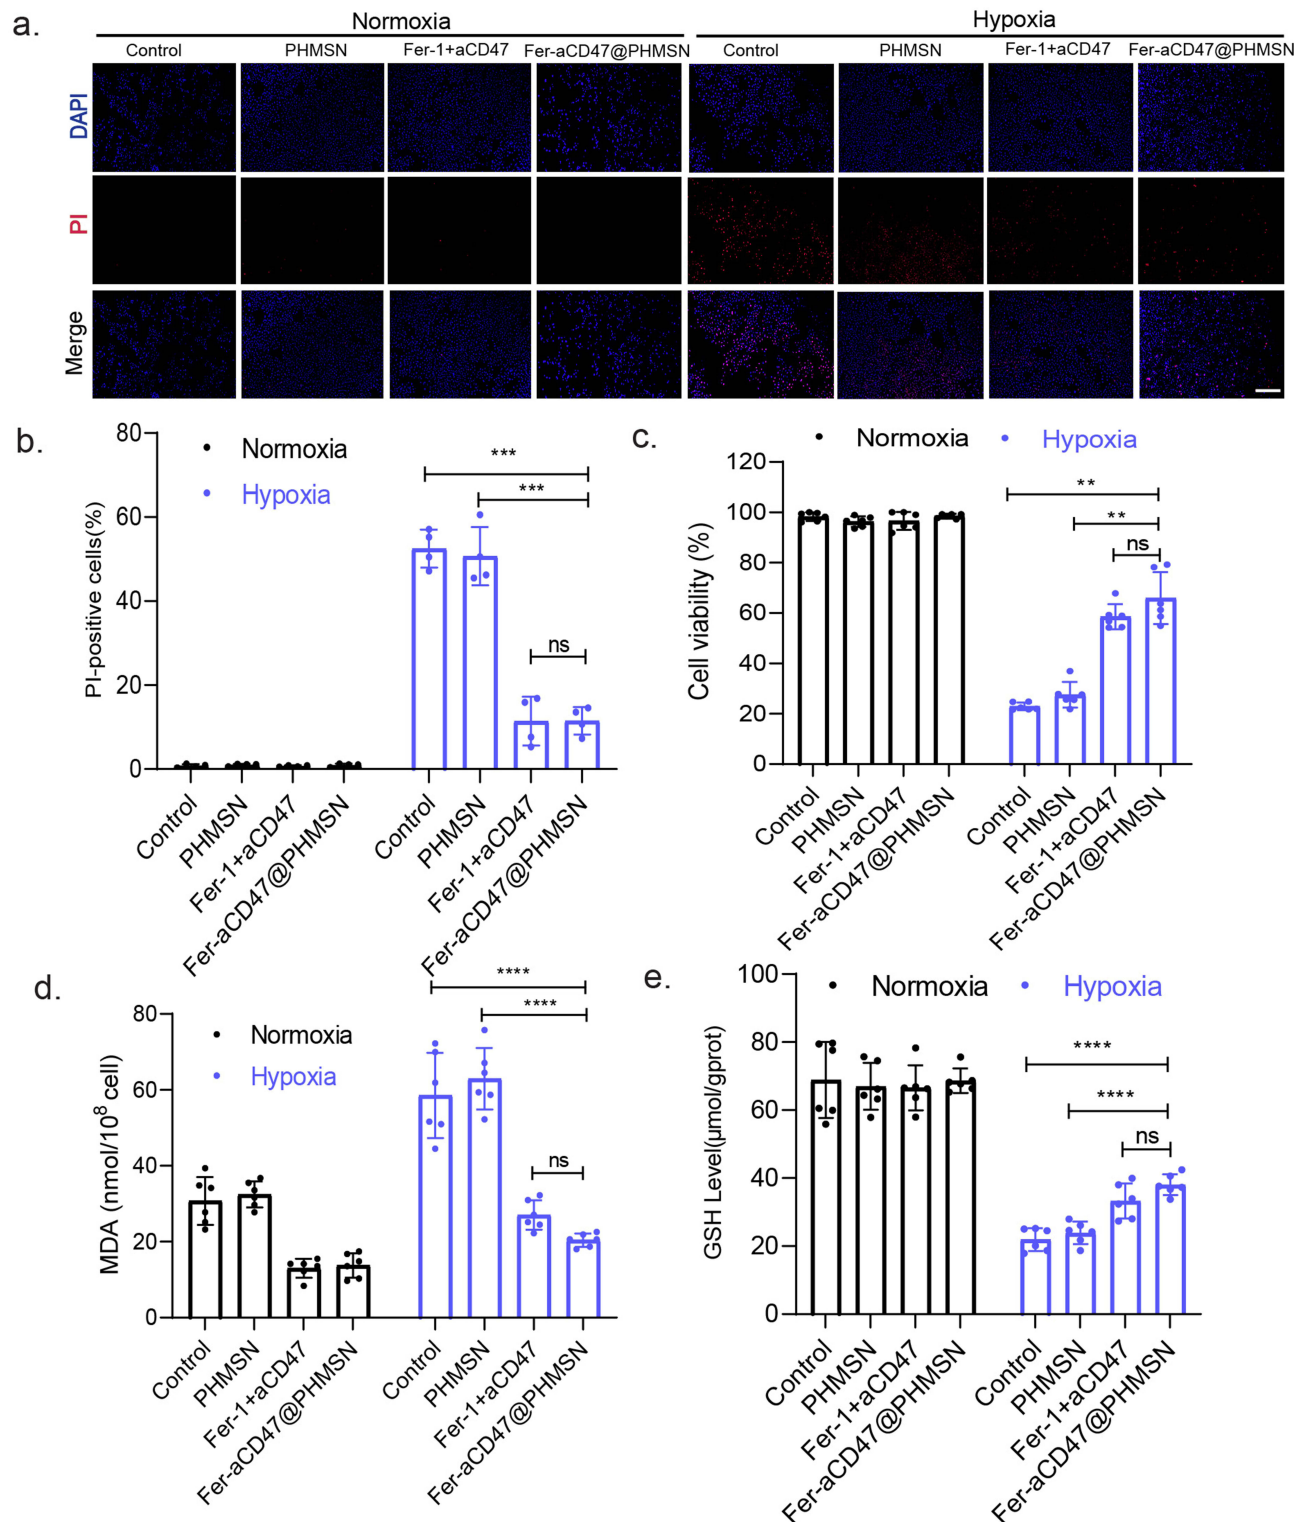 a.
Normoxia
Hypoxia
Control
PHMSN
Fer-1+aCD47
Fer-aCD47@PHMSN
Control
PHMSN
Fer-1+aCD47
Fer-aCD47@PHMSN
DAPI
PI
Merge
b.
PI-positive cells(%)
80
60
40
20
0
Normoxia
Hypoxia
***
***
ns
Control
PHMSN
Fer-1+aCD47
Fer-aCD47@PHMSN
Control
PHMSN
Fer-1+aCD47
Fer-aCD47@PHMSN
c.
Normoxia
Hypoxia
Cell viability (%)
120
100
80
60
40
20
0
**
**
ns
Control
PHMSN
Fer-1+aCD47
Fer-aCD47@PHMSN
Control
PHMSN
Fer-1+aCD47
Fer-aCD47@PHMSN
d.
MDA (nmol/10⁸ cell)
80
60
40
20
0
Normoxia
Hypoxia
****
****
ns
Control
PHMSN
Fer-1+aCD47
Fer-aCD47@PHMSN
Control
PHMSN
Fer-1+aCD47
Fer-aCD47@PHMSN
e.
Normoxia
Hypoxia
GSH Level(μmol/gprot)
100
80
60
40
20
0
****
****
ns
Control
PHMSN
Fer-1+aCD47
Fer-aCD47@PHMSN
Control
PHMSN
Fer-1+aCD47
Fer-aCD47@PHMSN